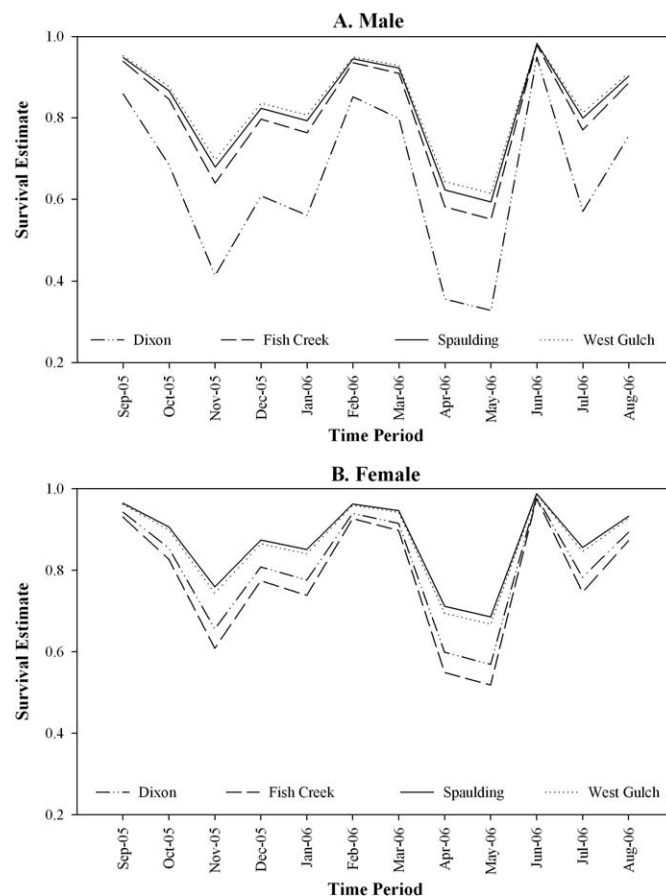 A. Male
1.0
0.8
0.6
0.4
0.2
Survival Estimate
Dixon Fish Creek Spaulding West Gulch
Sep-05 Oct-05 Nov-05 Dec-05 Jan-06 Feb-06 Mar-06 Apr-06 May-06 Jun-06 Jul-06 Aug-06
Time Period
B. Female
1.0
0.8
0.6
0.4
0.2
Survival Estimate
Dixon Fish Creek Spaulding West Gulch
Sep-05 Oct-05 Nov-05 Dec-05 Jan-06 Feb-06 Mar-06 Apr-06 May-06 Jun-06 Jul-06 Aug-06
Time Period